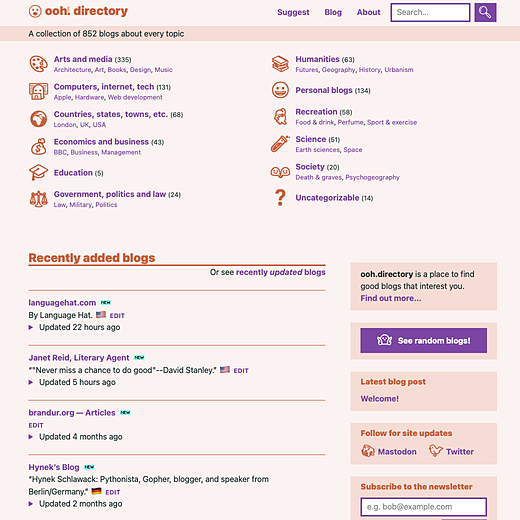 ooh! directory
Suggest Blog About Search...
A collection of 852 blogs about every topic
Arts and media (335)
Architecture, Art, Books, Design, Music
Computers, internet, tech (131)
Apple, Hardware, Web development
Countries, states, towns, etc. (68)
London, UK, USA
Economics and business (43)
BBC, Business, Management
Education (5)
Government, politics and law (24)
Law, Military, Politics
Humanities (63)
Futures, Geography, History, Urbanism
Personal blogs (134)
Recreation (58)
Food & drink, Perfume, Sport & exercise
Science (51)
Earth sciences, Space
Society (20)
Death & graves, Psychogeography
Uncategorizable (14)
Recently added blogs
Or see recently updated blogs
languagehat.com NEW
By Language Hat. EDIT
Updated 22 hours ago
Janet Reid, Literary Agent NEW
"“Never miss a chance to do good”--David Stanley." EDIT
Updated 5 hours ago
brandur.org — Articles NEW
EDIT
Updated 4 months ago
Hynek's Blog NEW
“Hynek Schlawack: Pythonista, Gopher, blogger, and speaker from
Berlin/Germany.” EDIT
Updated 2 months ago
ooh.directory is a place to find
good blogs that interest you.
Find out more...
See random blogs!
Latest blog post
Welcome!
Follow for site updates
Mastodon Twitter
Subscribe to the newsletter
e.g. bob@example.com